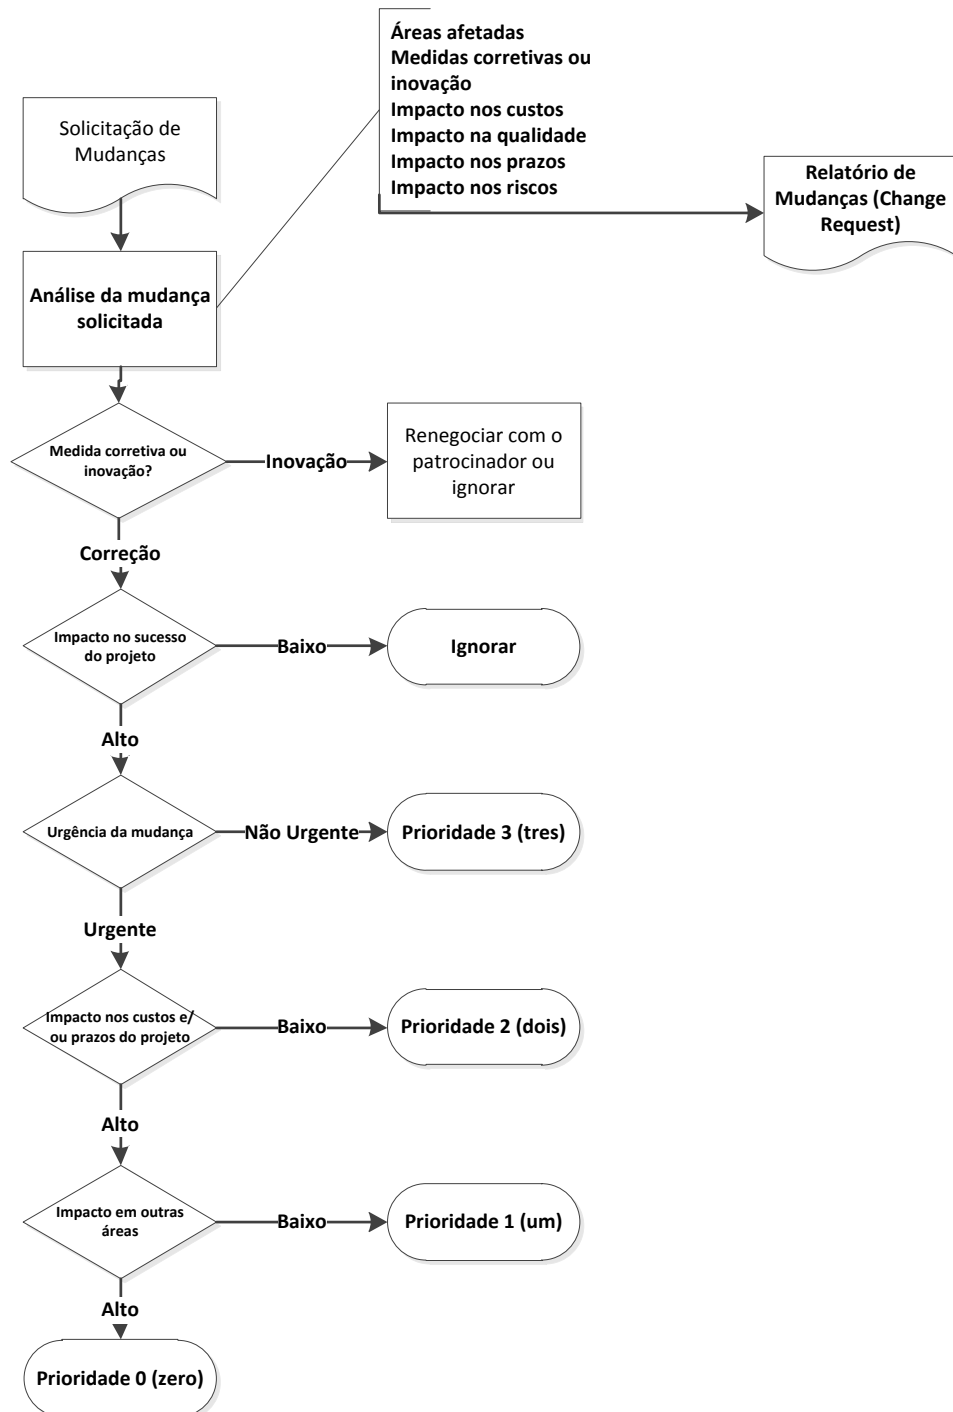 Áreas afetadas
Medidas corretivas ou
inovação
Impacto nos custos
Impacto na qualidade
Impacto nos prazos
Impacto nos riscos
Solicitação de
Mudanças
Relatório de
Mudanças (Change
Request)
Análise da mudança
solicitada
Medida corretiva ou
inovação?
Inovação
Renegociar com o
patrocinador ou
ignorar
Correção
Impacto no sucesso
do projeto
Baixo
Ignorar
Alto
Urgência da mudança
Não Urgente
Prioridade 3 (tres)
Urgente
Impacto nos custos e/
ou prazos do projeto
Baixo
Prioridade 2 (dois)
Alto
Impacto em outras
áreas
Baixo
Prioridade 1 (um)
Alto
Prioridade 0 (zero)